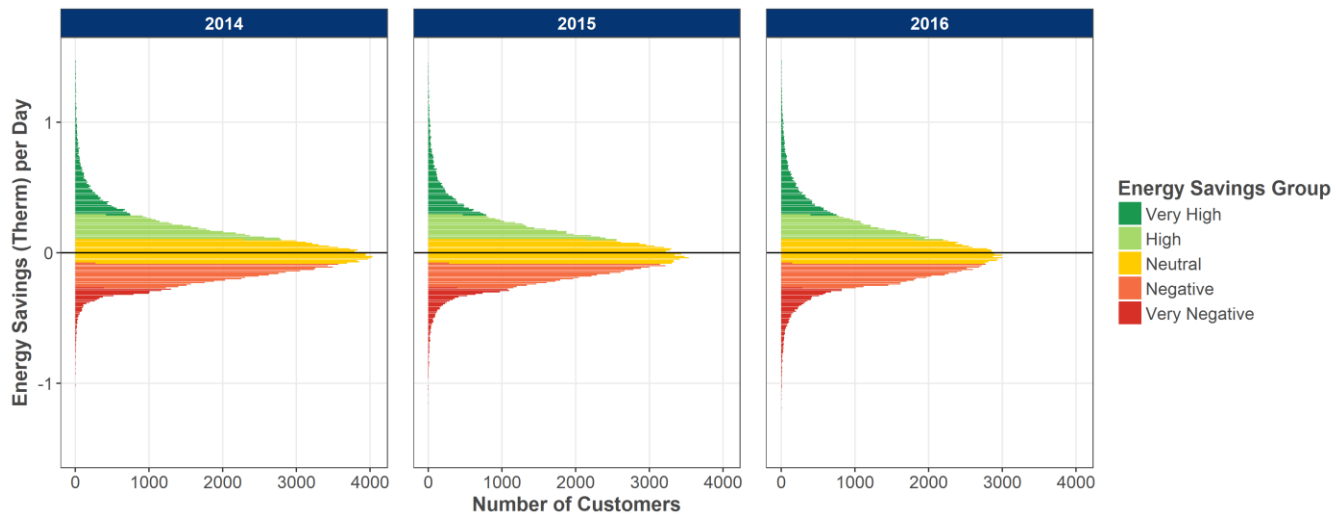 2014
2015
2016
Energy Savings (Therm) per Day
1
0
-1
0 1000 2000 3000 4000
0 1000 2000 3000 4000
0 1000 2000 3000 4000
Number of Customers
Energy Savings Group
Very High
High
Neutral
Negative
Very Negative